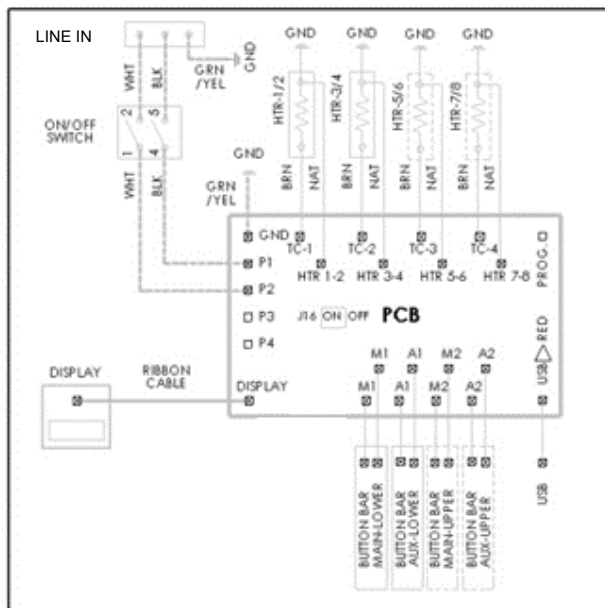 LINE IN
WHT
BLK
GRN
/YEL
GND
2
5
ON/OFF
SWITCH
1
4
WHT
BLK
GND
GRN
/YEL
GND
GND
GND
GND
HTR-1/2
HTR-3/4
HTR-5/6
HTR-7/8
BRN
NAT
BRN
NAT
BRN
NAT
BRN
NAT
GND
TC-1
TC-2
TC-3
TC-4
P1
HTR 1-2
HTR 3-4
HTR 5-6
HTR 7-8
PROG.
P2
P3
J16 ON OFF
PCB
P4
RED
USB
M1
A1
M2
A2
DISPLAY
RIBBON
CABLE
DISPLAY
M1
A1
M2
A2
BUTTON BAR
MAIN-LOWER
BUTTON BAR
AUX-LOWER
BUTTON BAR
MAIN-UPPER
BUTTON BAR
AUX-UPPER
USB